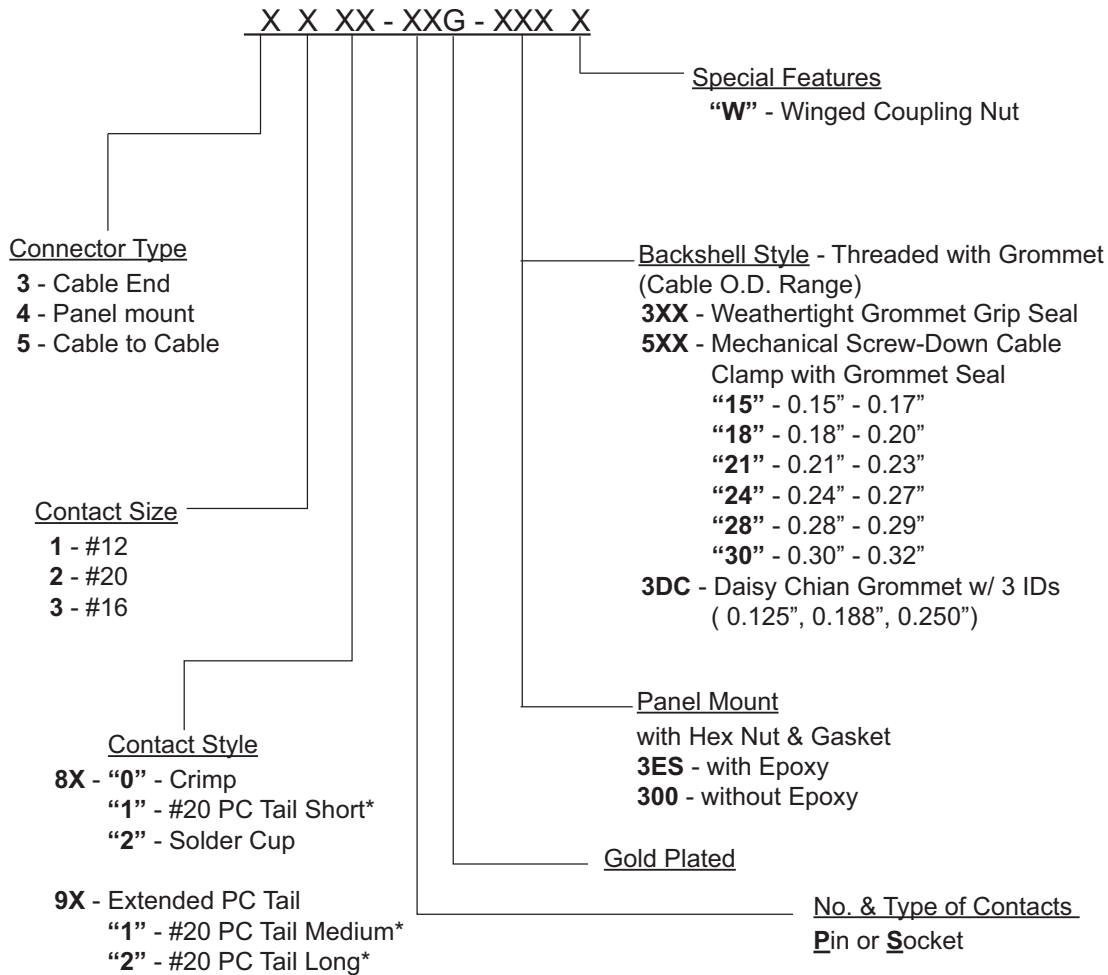 X X XX - XXG - XXX X
Special Features
“W” - Winged Coupling Nut
Connector Type
3 - Cable End
4 - Panel mount
5 - Cable to Cable
Backshell Style - Threaded with Grommet
(Cable O.D. Range)
3XX - Weathertight Grommet Grip Seal
5XX - Mechanical Screw-Down Cable
Clamp with Grommet Seal
“15” - 0.15” - 0.17”
“18” - 0.18” - 0.20”
“21” - 0.21” - 0.23”
“24” - 0.24” - 0.27”
“28” - 0.28” - 0.29”
“30” - 0.30” - 0.32”
3DC - Daisy Chian Grommet w/ 3 IDs
( 0.125”, 0.188”, 0.250”)
Contact Size
1 - #12
2 - #20
3 - #16
Panel Mount
with Hex Nut & Gasket
3ES - with Epoxy
300 - without Epoxy
Contact Style
8X - “0” - Crimp
“1” - #20 PC Tail Short*
“2” - Solder Cup
9X - Extended PC Tail
“1” - #20 PC Tail Medium*
“2” - #20 PC Tail Long*
Gold Plated
No. & Type of Contacts
Pin or Socket